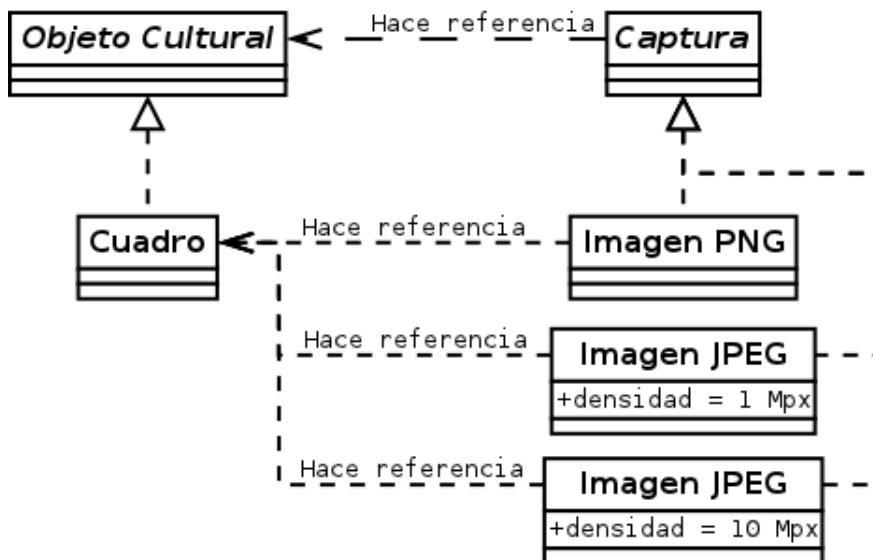 Objeto Cultural
Hace referencia
Captura
Cuadro
Hace referencia
Imagen PNG
Hace referencia
Imagen JPEG
+densidad = 1 Mpx
Hace referencia
Imagen JPEG
+densidad = 10 Mpx